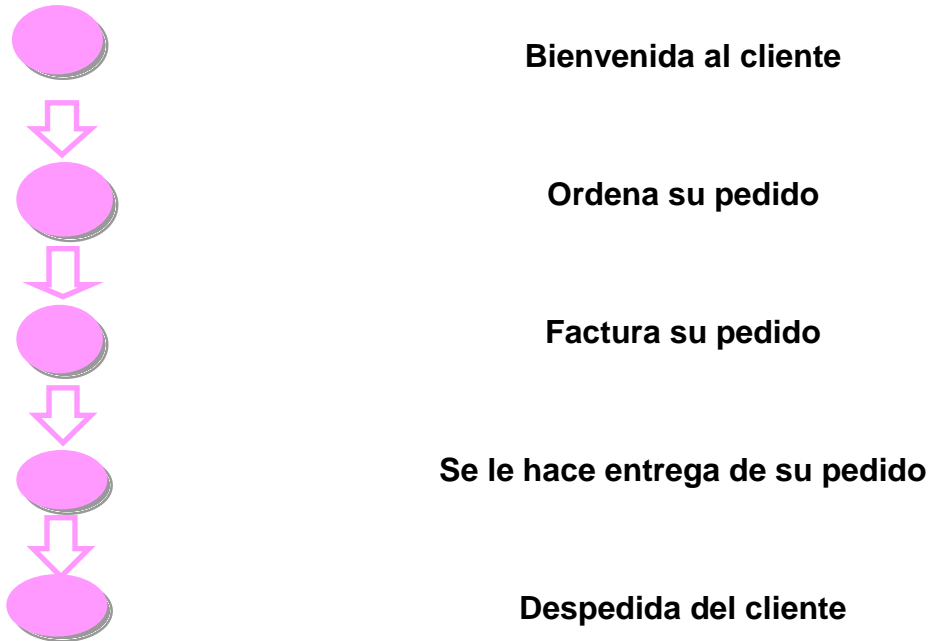 Bienvenida al cliente
Ordena su pedido
Factura su pedido
Se le hace entrega de su pedido
Despedida del cliente